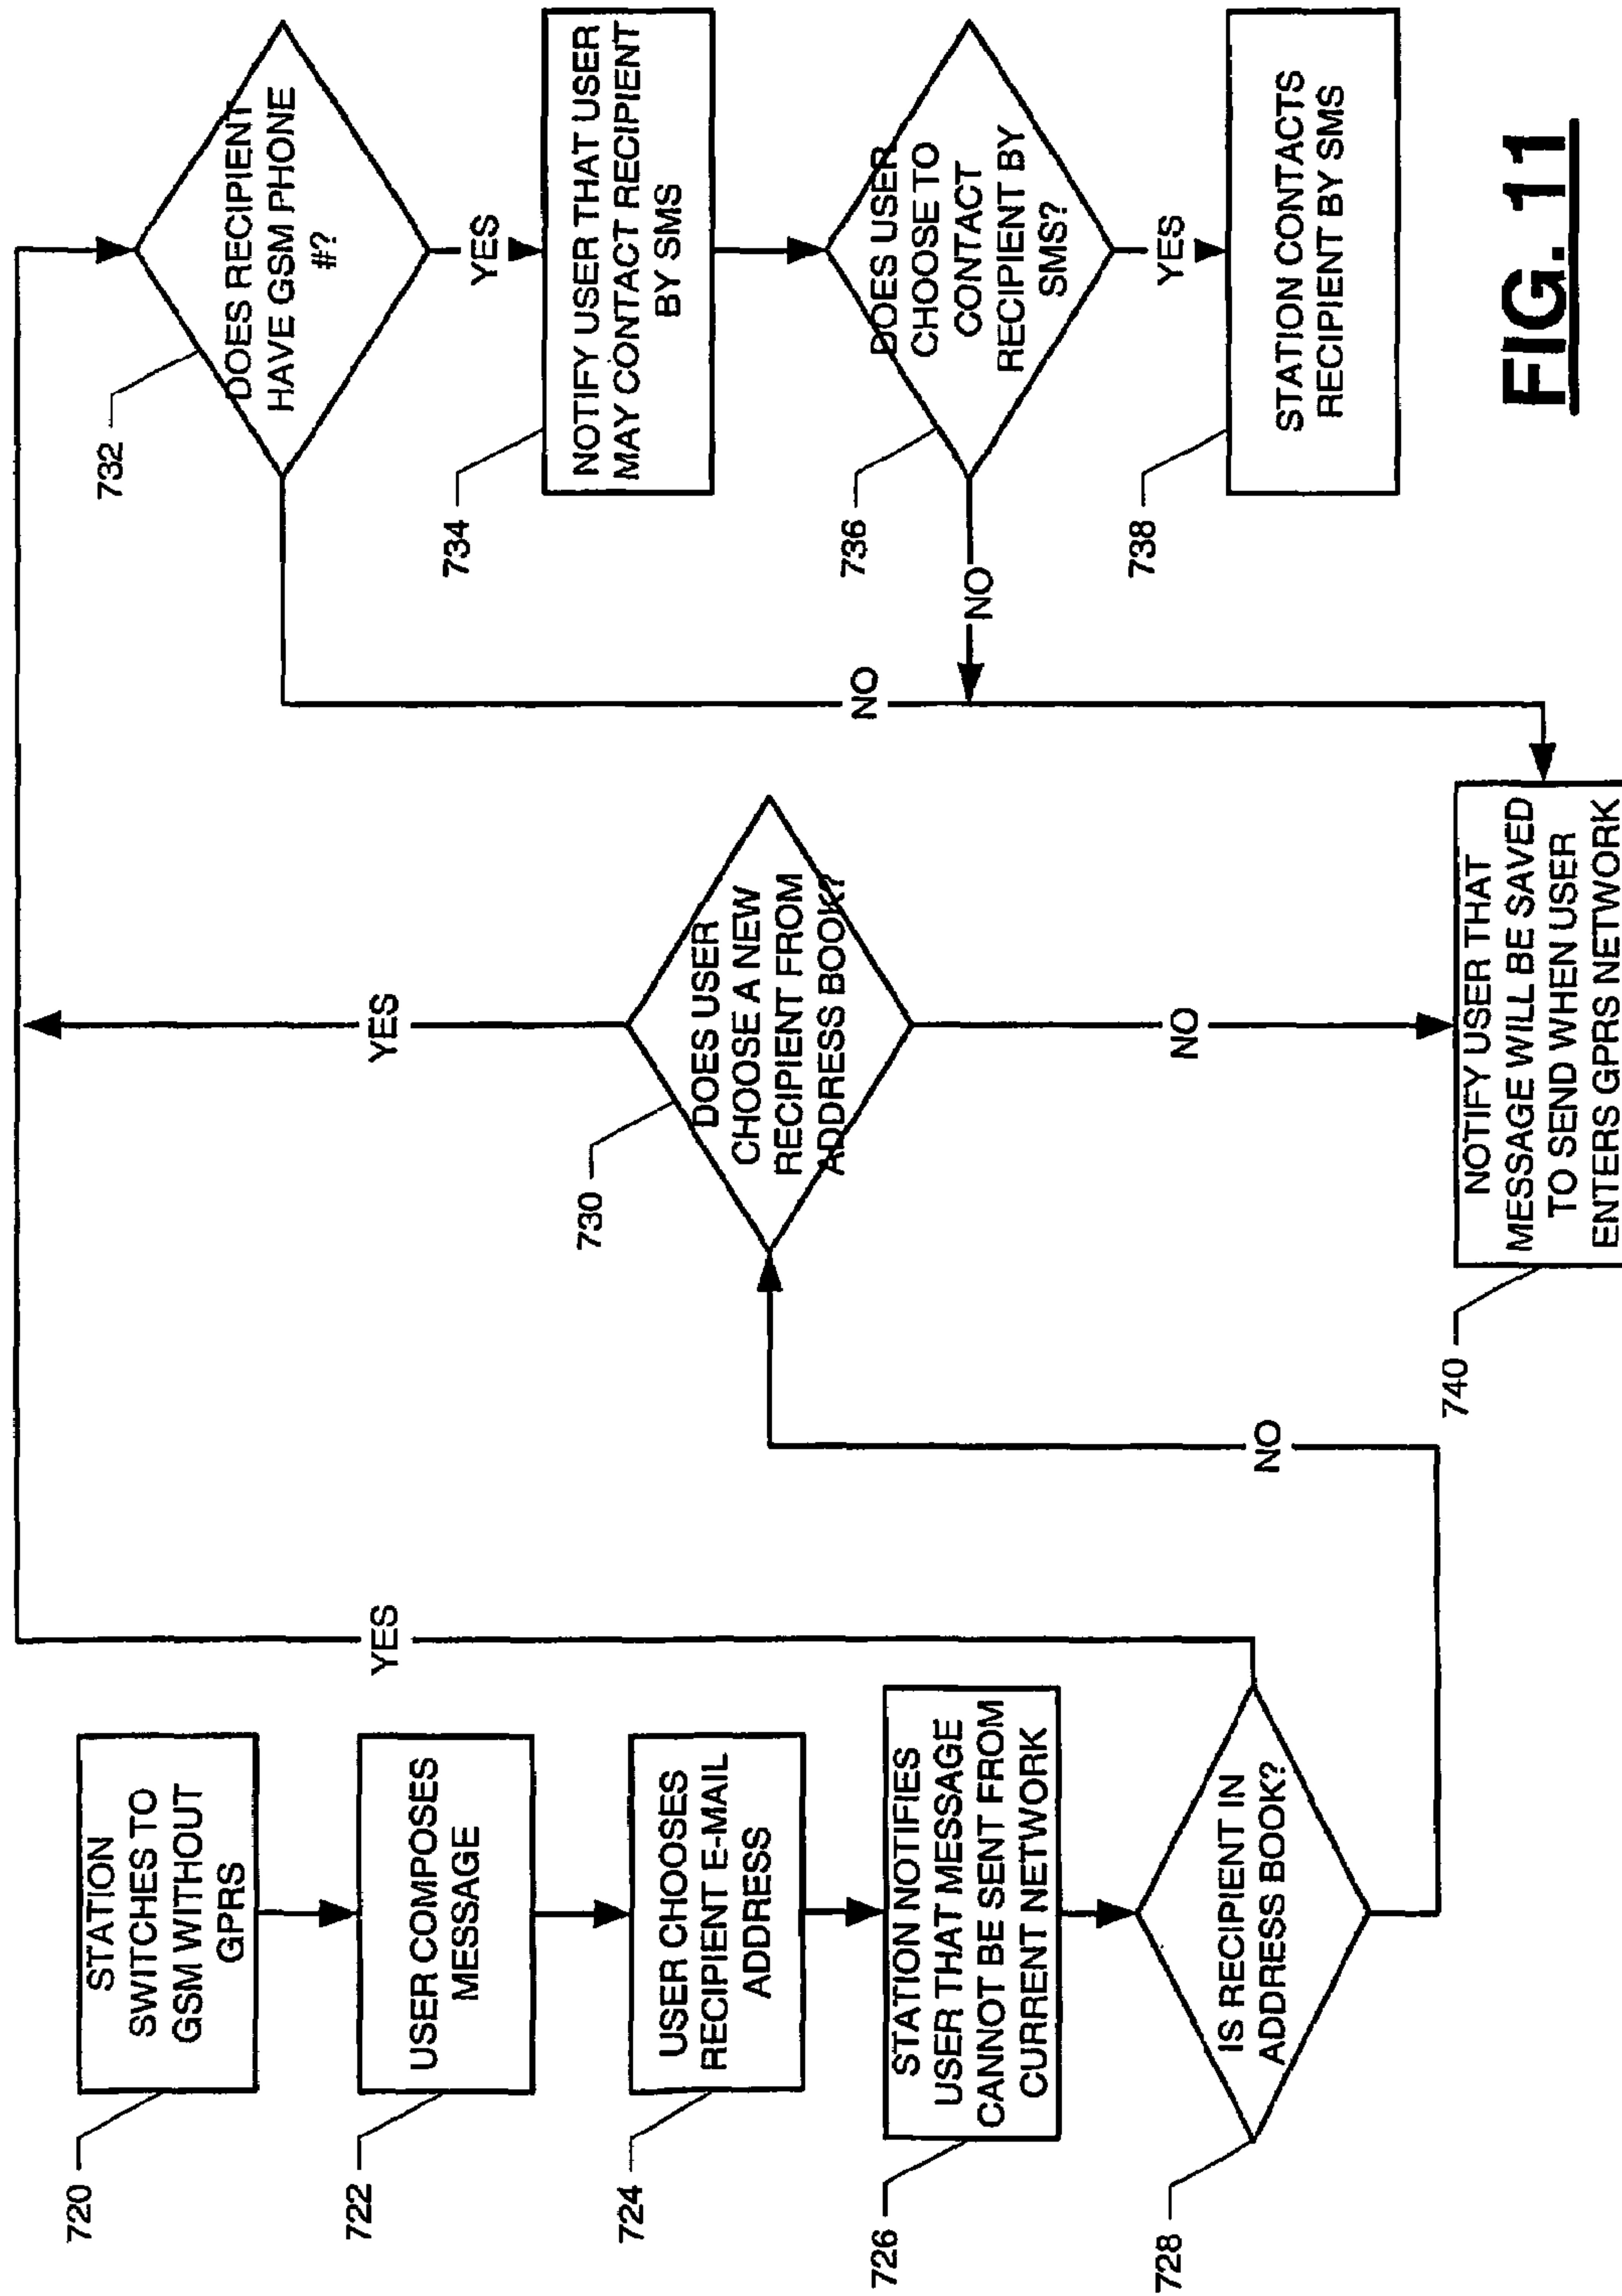 720
STATION
SWITCHES TO
GSM WITHOUT
GPRS
722
USER COMPOSES
MESSAGE
724
USER CHOOSES
RECIPIENT E-MAIL
ADDRESS
726
STATION NOTIFIES
USER THAT MESSAGE
CANNOT BE SENT FROM
CURRENT NETWORK
728
IS RECIPIENT IN
ADDRESS BOOK?
YES
NO
730
DOES USER
CHOOSE A NEW
RECIPIENT FROM
ADDRESS BOOK?
YES
NO
732
DOES RECIPIENT
HAVE GSM PHONE
#?
YES
NO
734
NOTIFY USER THAT USER
MAY CONTACT RECIPIENT
BY SMS
736
DOES USER
CHOOSE TO
CONTACT
RECIPIENT BY
SMS?
NO
YES
738
STATION CONTACTS
RECIPIENT BY SMS
740
NOTIFY USER THAT
MESSAGE WILL BE SAVED
TO SEND WHEN USER
ENTERS GPRS NETWORK
FIG. 11